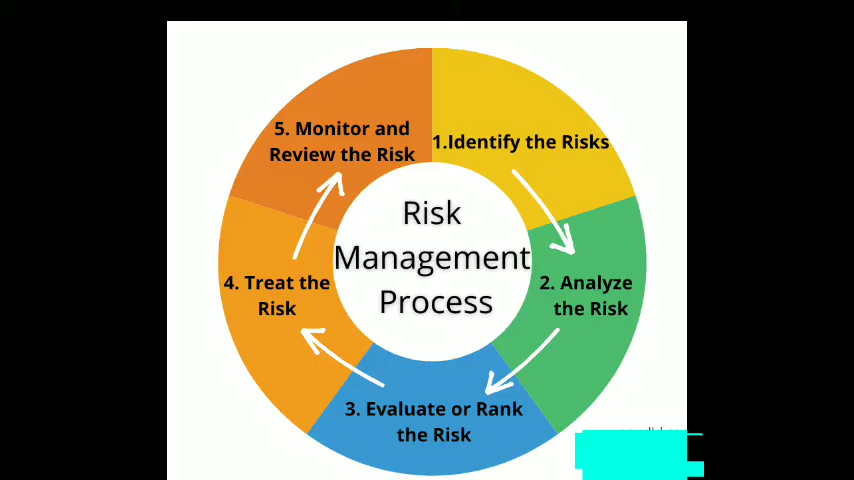 5. Monitor and
Review the Risk
1.Identify the Risks
Risk
Management
Process
4. Treat the
Risk
2. Analyze
the Risk
3. Evaluate or Rank
the Risk